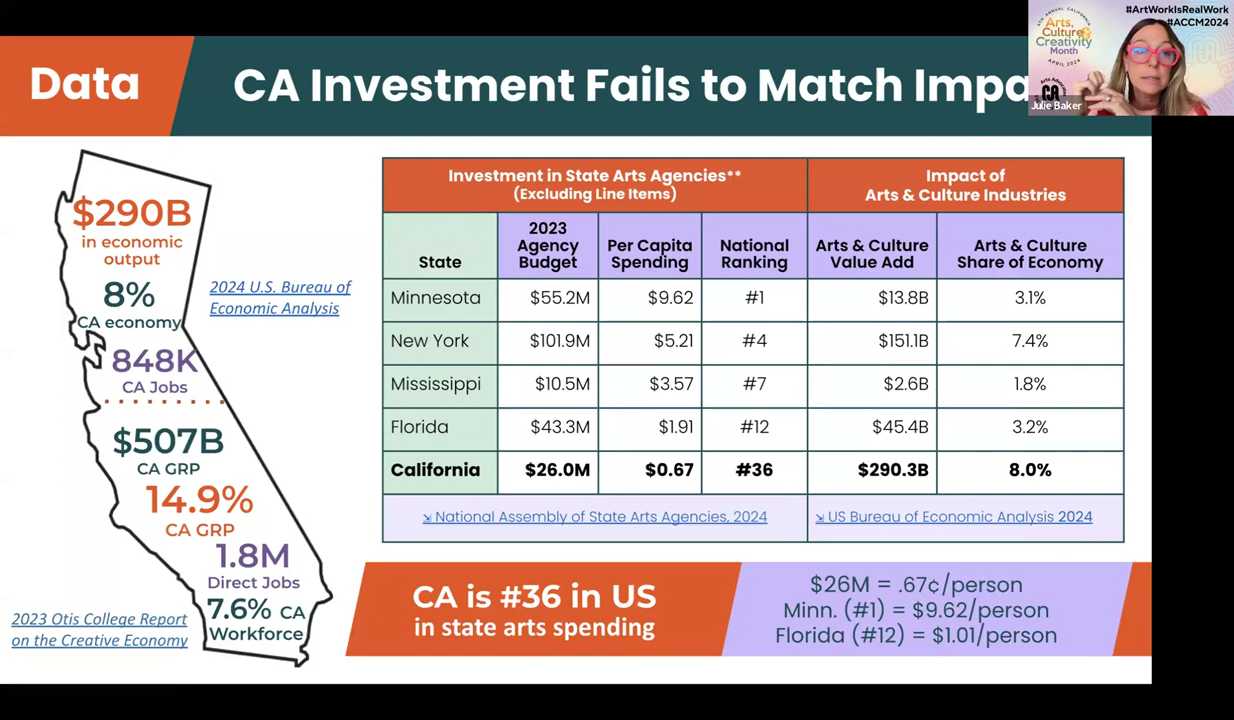 Data
CA Investment Fails to Match Impa
#ArtWorkIsRealWork
#ACCM2024
ANNUAL CALIFORNIA
Arts,
Culture &
Creativity
Month
APRIL 2024
CA
Julie Baker
$290B
in economic
output
8%
CA economy
848K
CA Jobs
2024 U.S. Bureau of
Economic Analysis
$507B
CA GRP
14.9%
CA GRP
1.8M
Direct Jobs
7.6% CA
Workforce
2023 Otis College Report
on the Creative Economy
Investment in State Arts Agencies**
(Excluding Line Items)
Impact of
Arts & Culture Industries
State
2023
Agency
Budget
Per Capita
Spending
National
Ranking
Arts & Culture
Value Add
Arts & Culture
Share of Economy
Minnesota $55.2M $9.62 #1 $13.8B 3.1%
New York $101.9M $5.21 #4 $151.1B 7.4%
Mississippi $10.5M $3.57 #7 $2.6B 1.8%
Florida $43.3M $1.91 #12 $45.4B 3.2%
California $26.0M $0.67 #36 $290.3B 8.0%
⇲ National Assembly of State Arts Agencies, 2024
⇲ US Bureau of Economic Analysis 2024
CA is #36 in US
in state arts spending
$26M = .67¢/person
Minn. (#1) = $9.62/person
Florida (#12) = $1.01/person